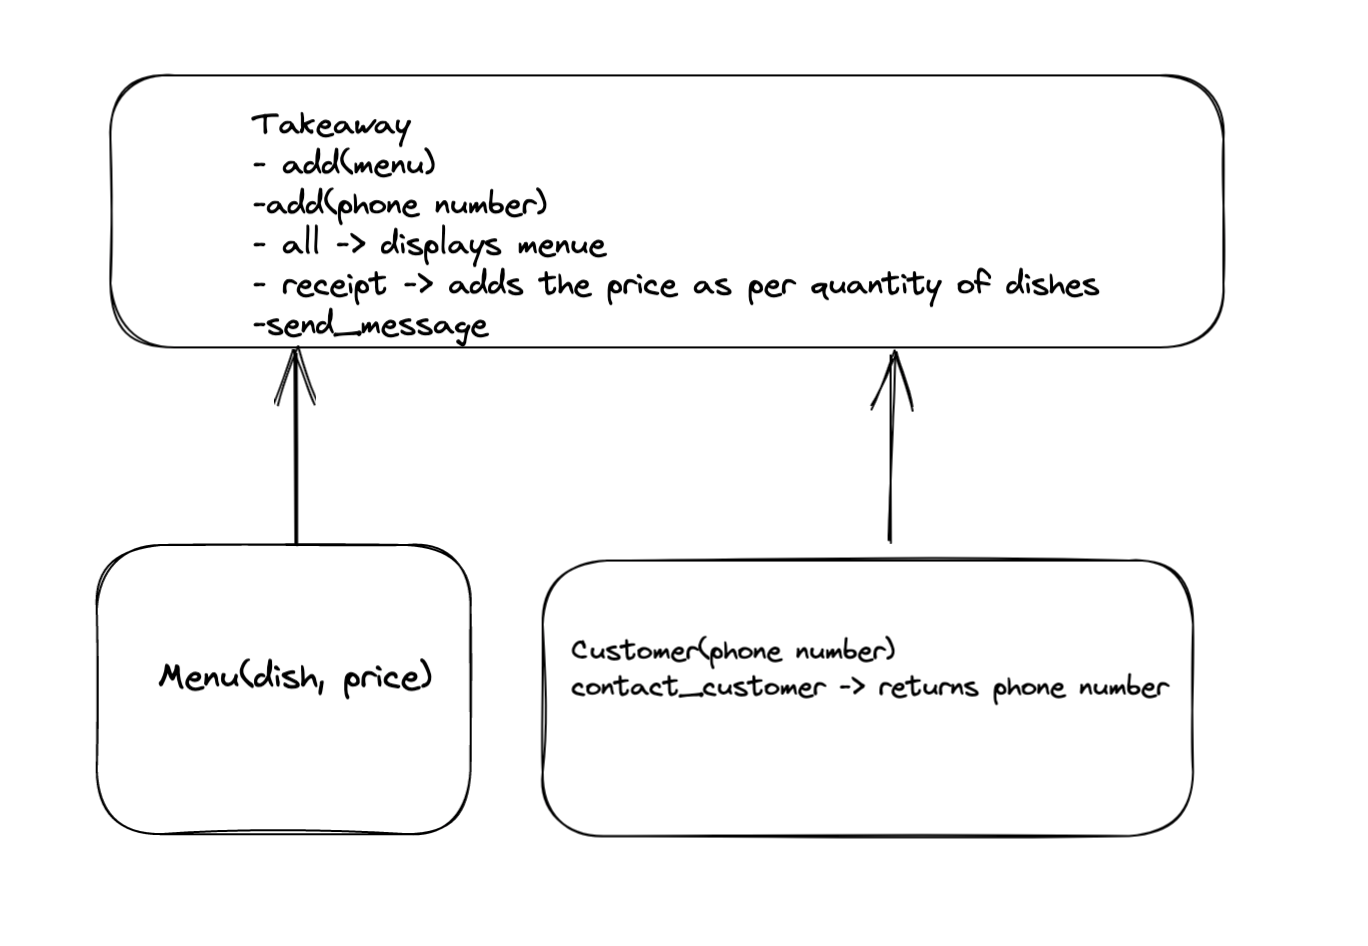 Takeaway
- add(menu)
-add(phone number)
- all -> displays menue
- receipt -> adds the price as per quantity of dishes
-send_message
Menu(dish, price)
Customer(phone number)
contact_customer -> returns phone number